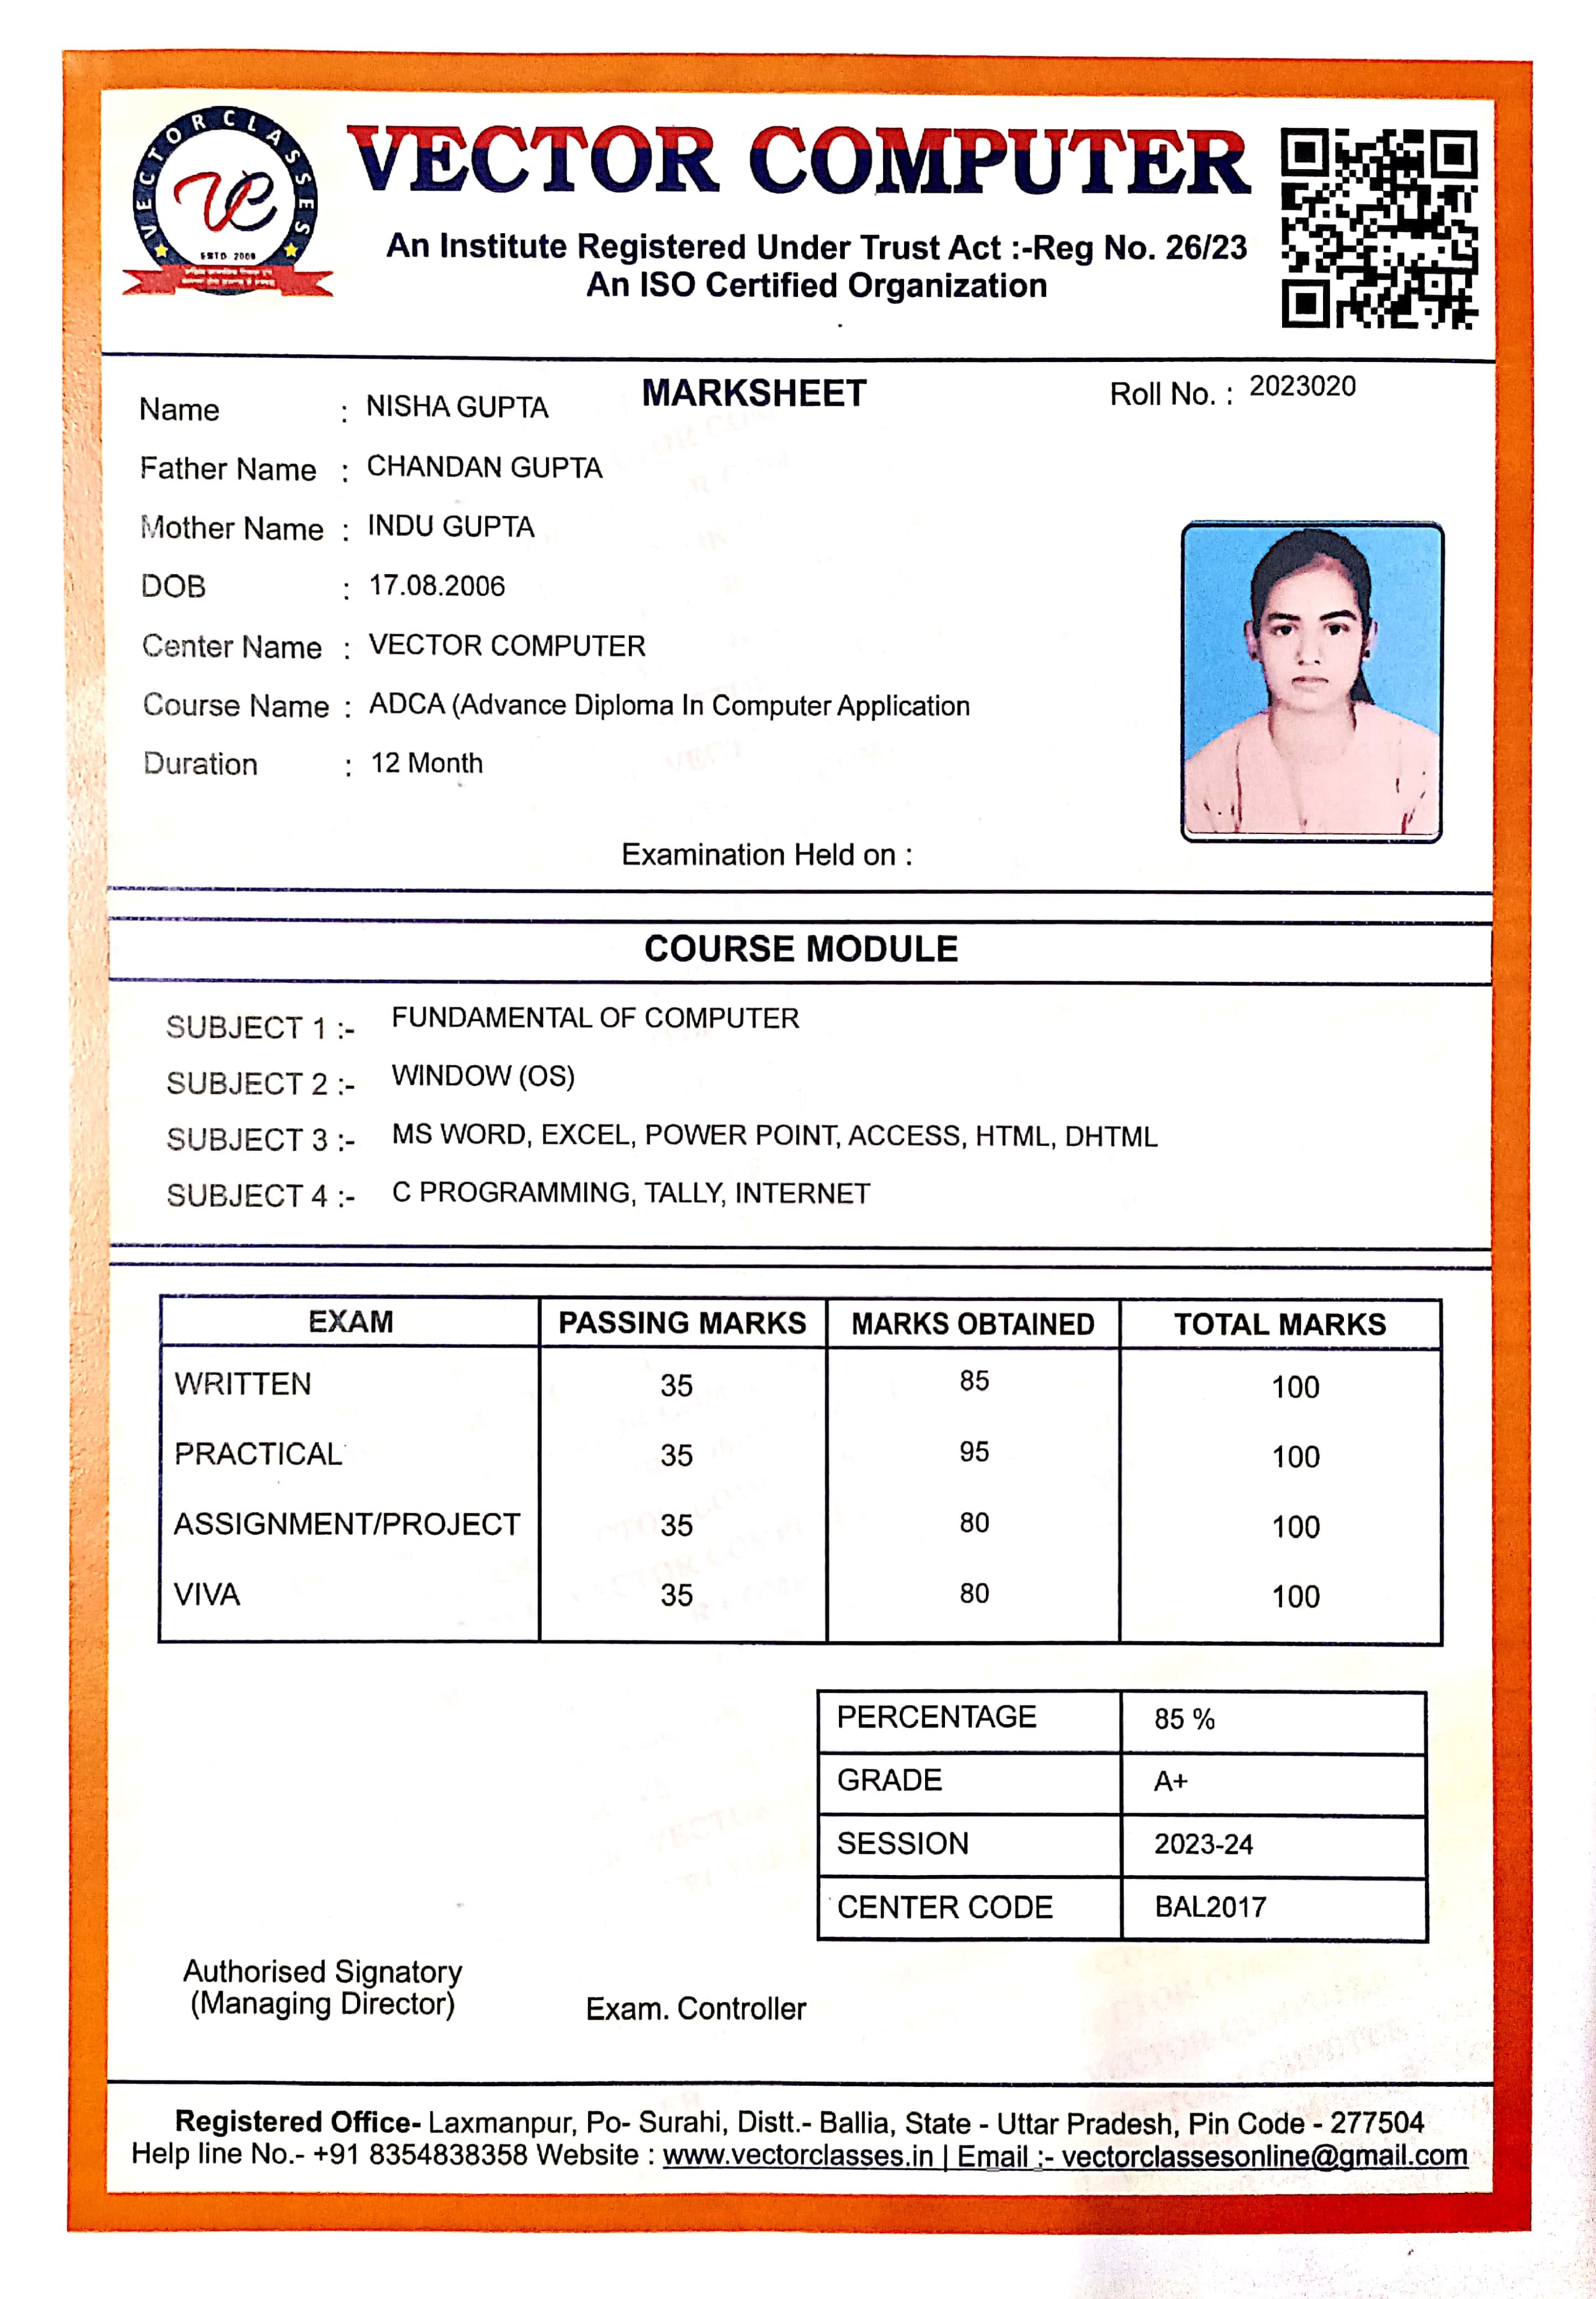 VECTOR CLASSES
VC
ESTD 2009
VECTOR COMPUTER
An Institute Registered Under Trust Act :-Reg No. 26/23
An ISO Certified Organization
MARKSHEET
Roll No. : 2023020
Name : NISHA GUPTA
Father Name : CHANDAN GUPTA
Mother Name : INDU GUPTA
DOB : 17.08.2006
Center Name : VECTOR COMPUTER
Course Name : ADCA (Advance Diploma In Computer Application
Duration : 12 Month
Examination Held on :
COURSE MODULE
SUBJECT 1 :- FUNDAMENTAL OF COMPUTER
SUBJECT 2 :- WINDOW (OS)
SUBJECT 3 :- MS WORD, EXCEL, POWER POINT, ACCESS, HTML, DHTML
SUBJECT 4 :- C PROGRAMMING, TALLY, INTERNET
EXAM PASSING MARKS MARKS OBTAINED TOTAL MARKS
WRITTEN 35 85 100
PRACTICAL 35 95 100
ASSIGNMENT/PROJECT 35 80 100
VIVA 35 80 100
PERCENTAGE 85 %
GRADE A+
SESSION 2023-24
CENTER CODE BAL2017
Authorised Signatory
(Managing Director)
Exam. Controller
Registered Office- Laxmanpur, Po- Surahi, Distt.- Ballia, State - Uttar Pradesh, Pin Code - 277504
Help line No.- +91 8354838358 Website : www.vectorclasses.in | Email :- vectorclassesonline@gmail.com